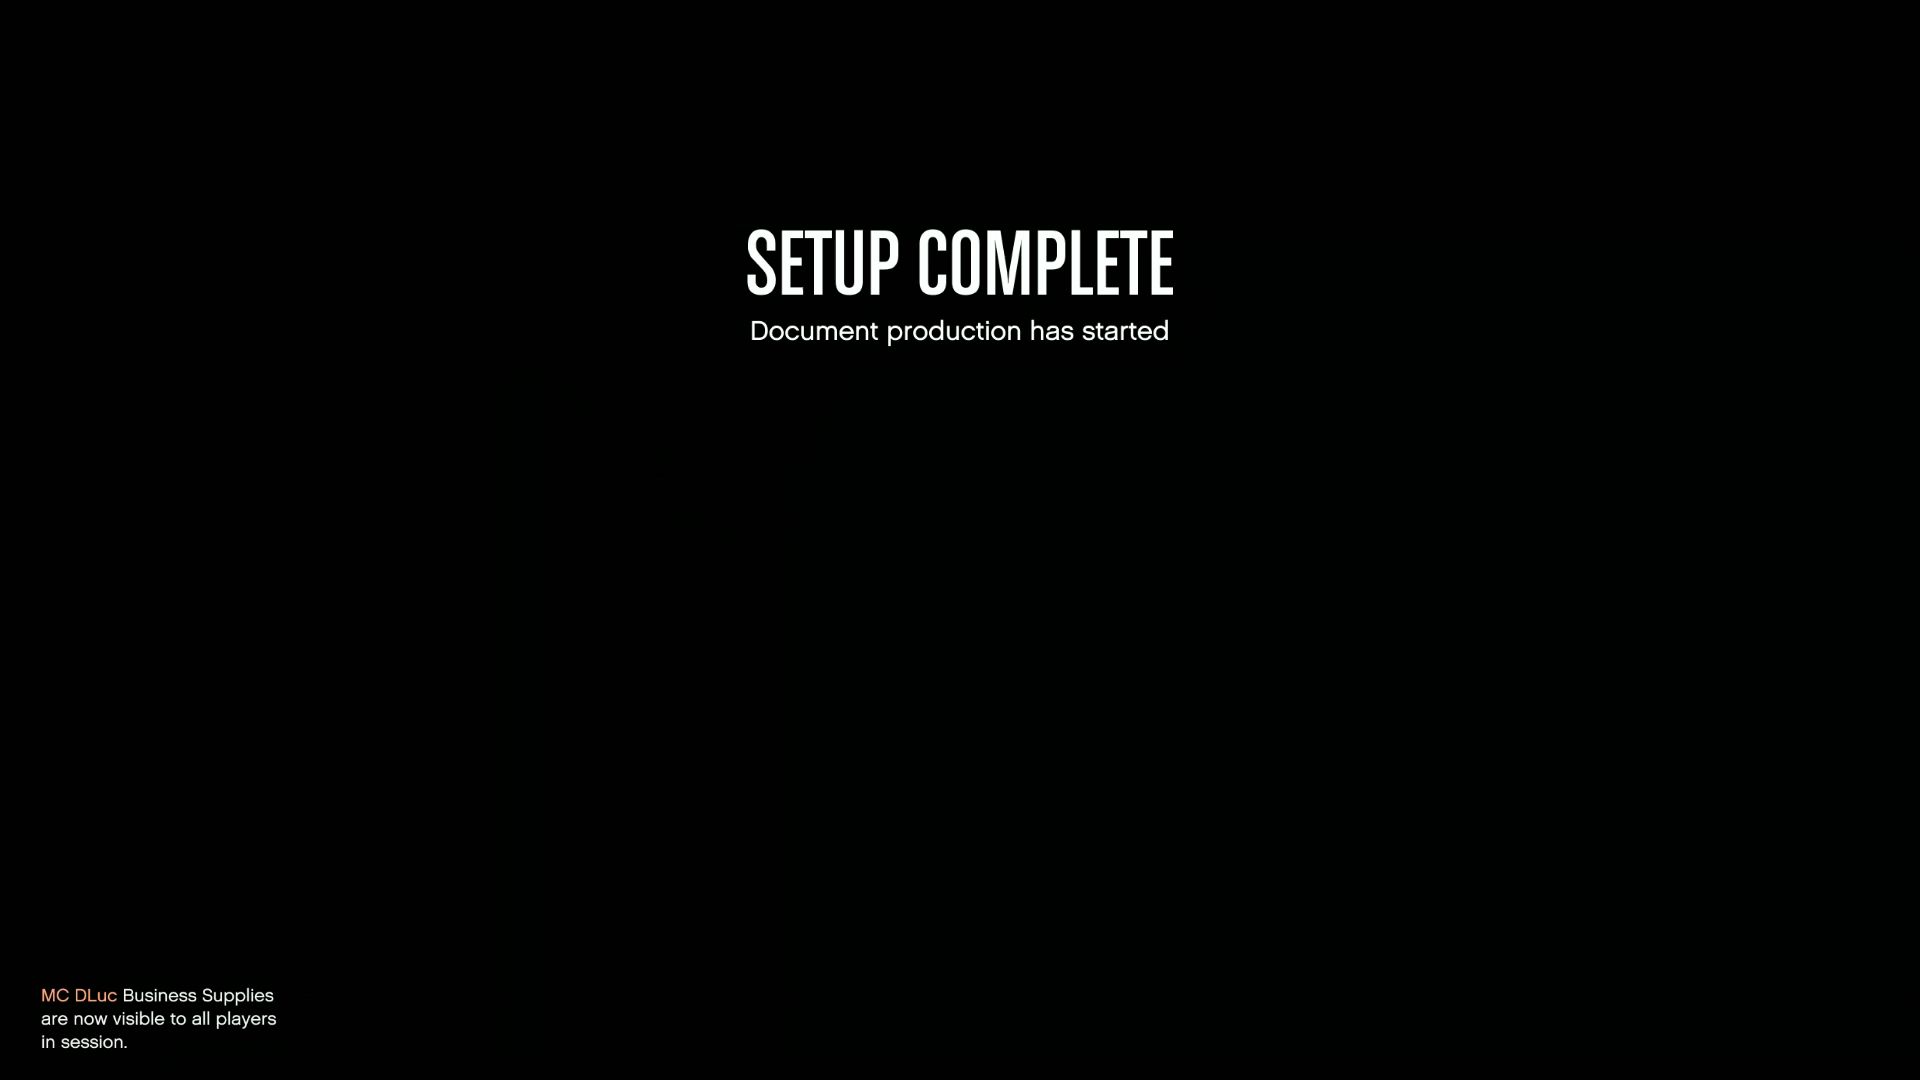 SETUP COMPLETE
Document production has started
MC DLuc Business Supplies
are now visible to all players
in session.